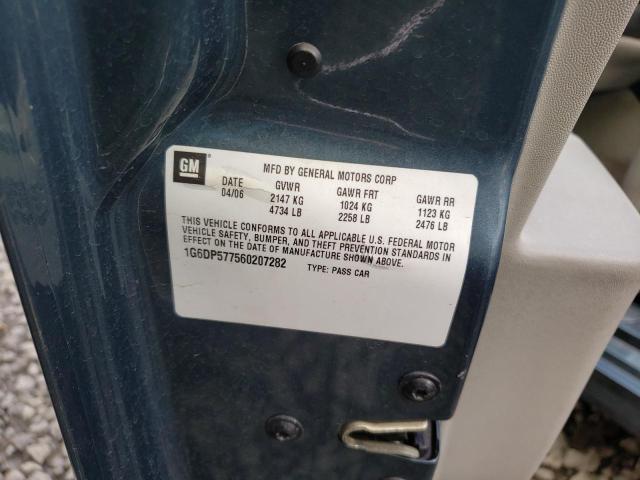 GM
MFD BY GENERAL MOTORS CORP
DATE GVWR GAWR FRT GAWR RR
04/06 2147 KG 1024 KG 1123 KG
4734 LB 2258 LB 2476 LB
THIS VEHICLE CONFORMS TO ALL APPLICABLE U.S. FEDERAL MOTOR
VEHICLE SAFETY, BUMPER, AND THEFT PREVENTION STANDARDS IN
EFFECT ON THE DATE OF MANUFACTURE SHOWN ABOVE.
1G6DP577560207282 TYPE: PASS CAR